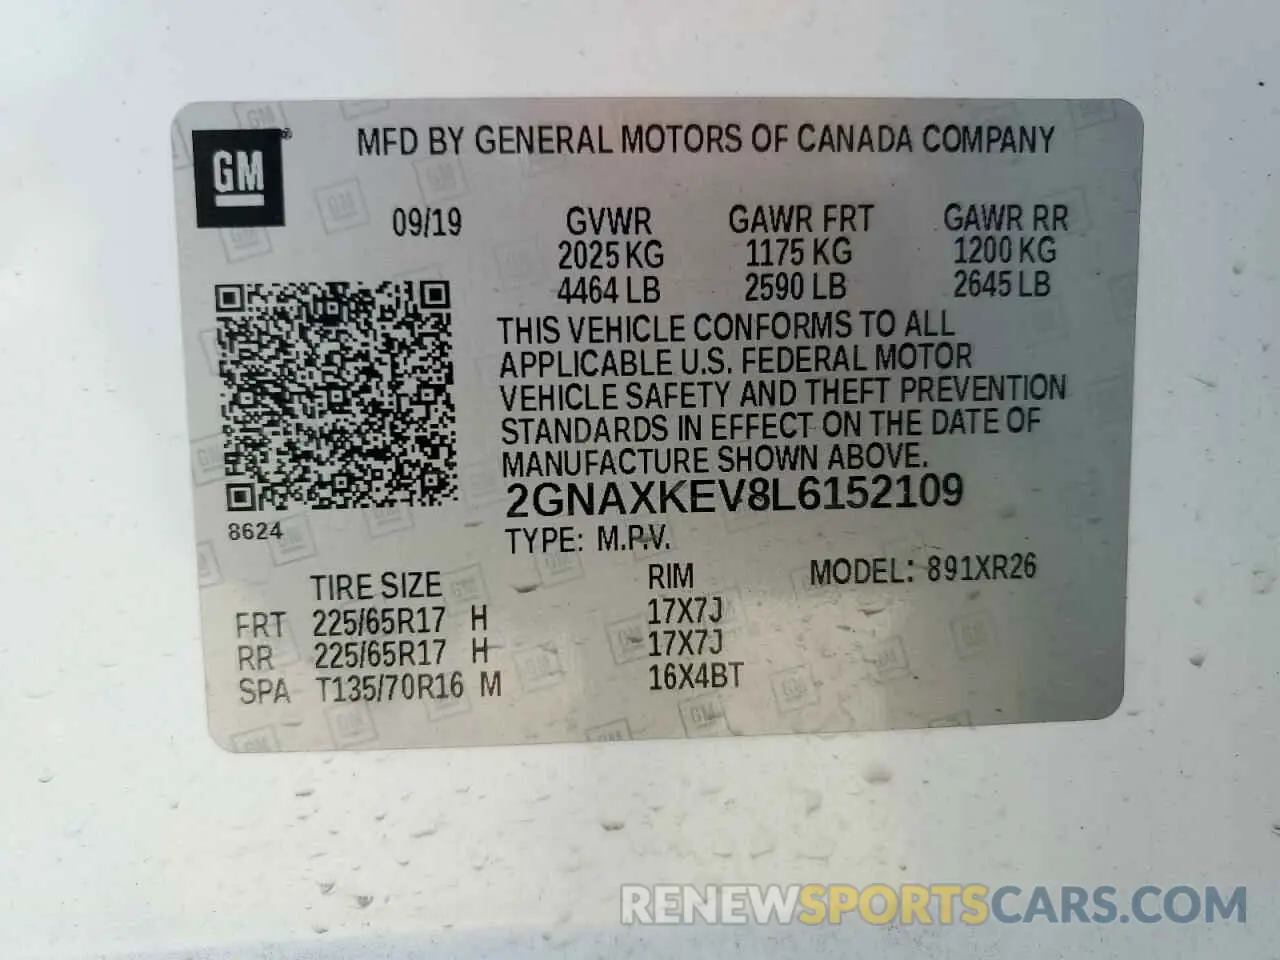 GM
MFD BY GENERAL MOTORS OF CANADA COMPANY
09/19 GVWR GAWR FRT GAWR RR
2025 KG 1175 KG 1200 KG
4464 LB 2590 LB 2645 LB
THIS VEHICLE CONFORMS TO ALL
APPLICABLE U.S. FEDERAL MOTOR
VEHICLE SAFETY AND THEFT PREVENTION
STANDARDS IN EFFECT ON THE DATE OF
MANUFACTURE SHOWN ABOVE.
2GNAXKEV8L6152109
8624
TYPE: M.P.V.
TIRE SIZE RIM MODEL: 891XR26
FRT 225/65R17 H 17X7J
RR 225/65R17 H 17X7J
SPA T135/70R16 M 16X4BT
RENEWSPORTSCARS.COM